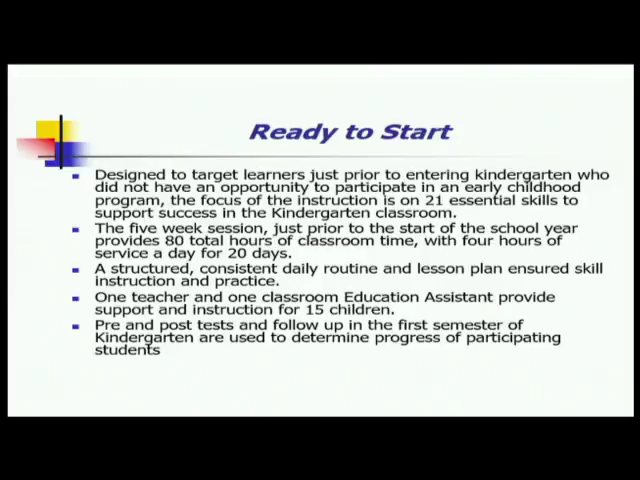 Ready to Start
Designed to target learners just prior to entering kindergarten who
did not have an opportunity to participate in an early childhood
program, the focus of the instruction is on 21 essential skills to
support success in the Kindergarten classroom.
The five week session, just prior to the start of the school year
provides 80 total hours of classroom time, with four hours of
service a day for 20 days.
A structured, consistent daily routine and lesson plan ensured skill
instruction and practice.
One teacher and one classroom Education Assistant provide
support and instruction for 15 children.
Pre and post tests and follow up in the first semester of
Kindergarten are used to determine progress of participating
students